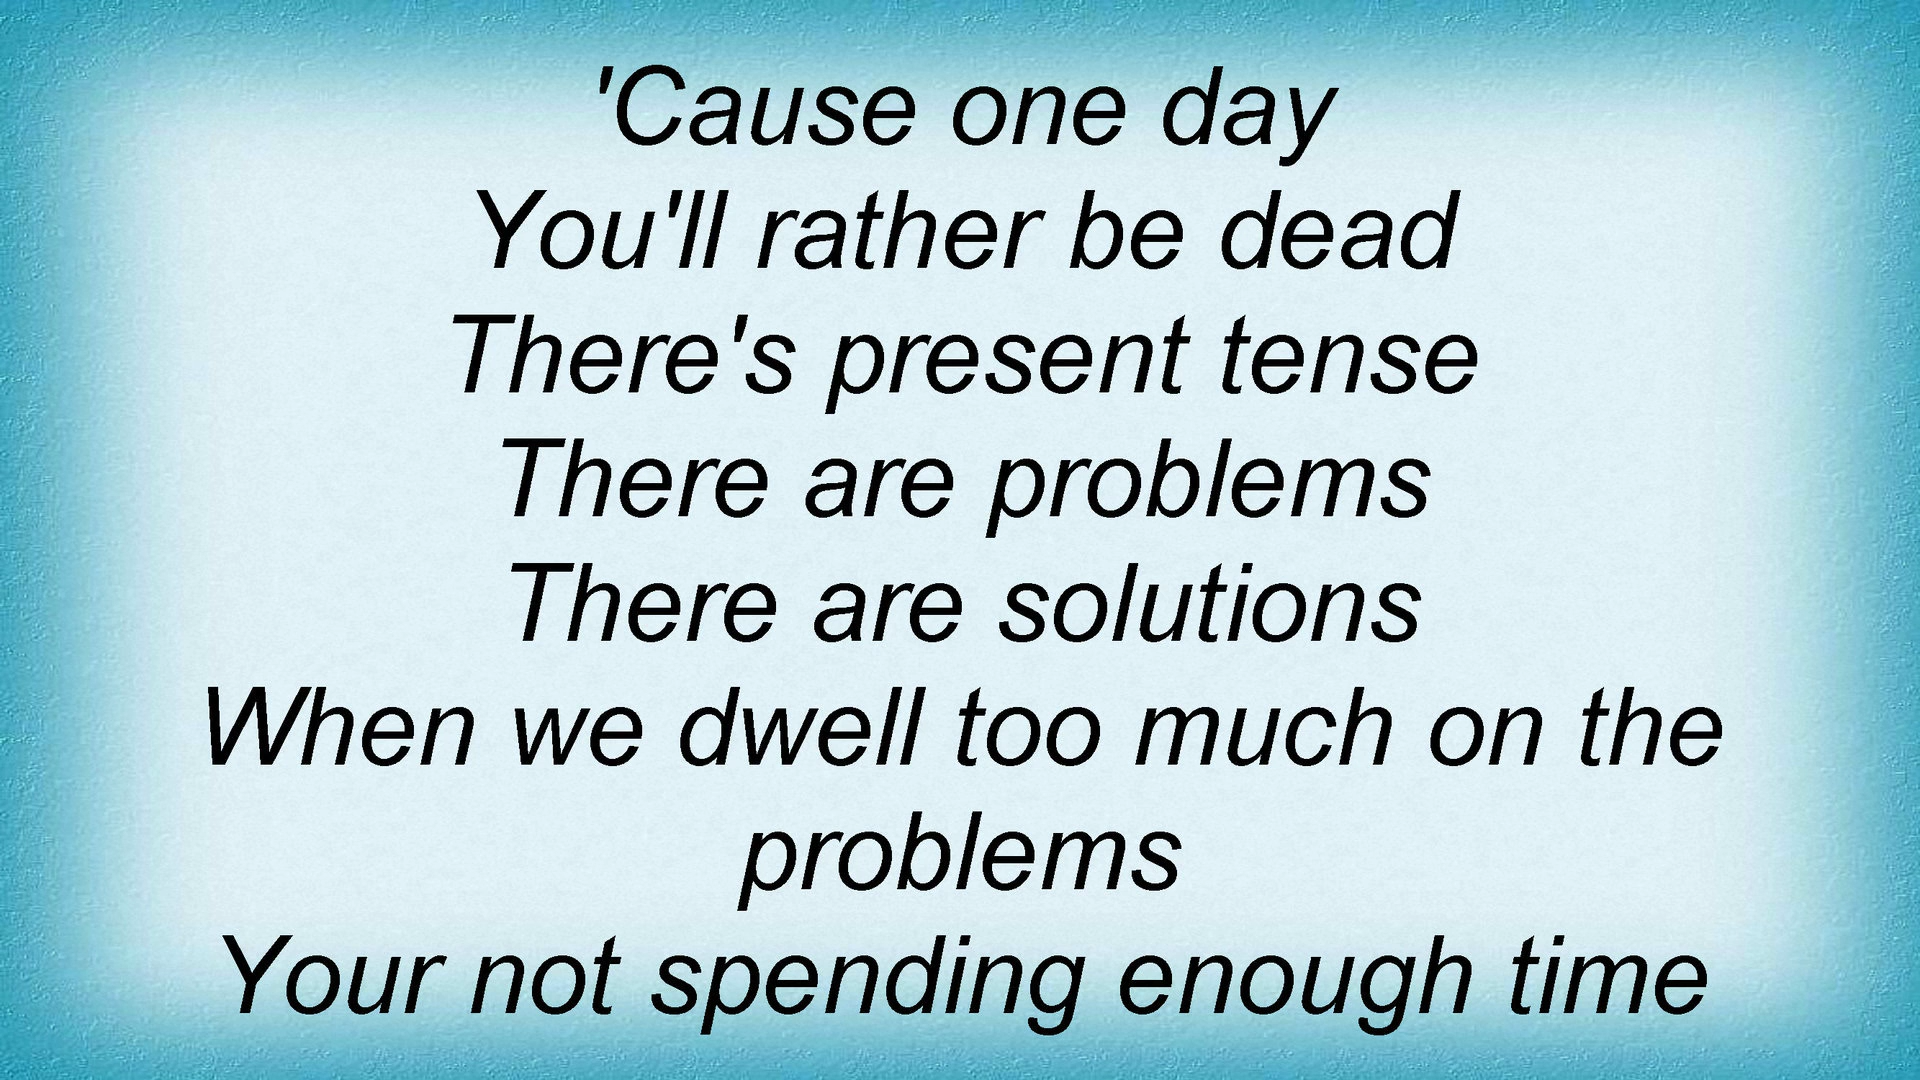 'Cause one day
You'll rather be dead
There's present tense
There are problems
There are solutions
When we dwell too much on the
problems
Your not spending enough time